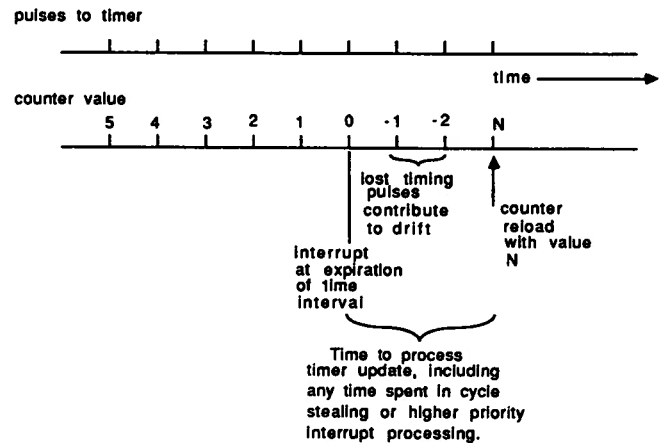 pulses to timer
time
counter value
5 4 3 2 1 0 -1 -2 N
lost timing
pulses
contribute
to drift
counter
reload
with value
N
interrupt
at expiration
of time
interval
Time to process
timer update, including
any time spent in cycle
stealing or higher priority
interrupt processing.